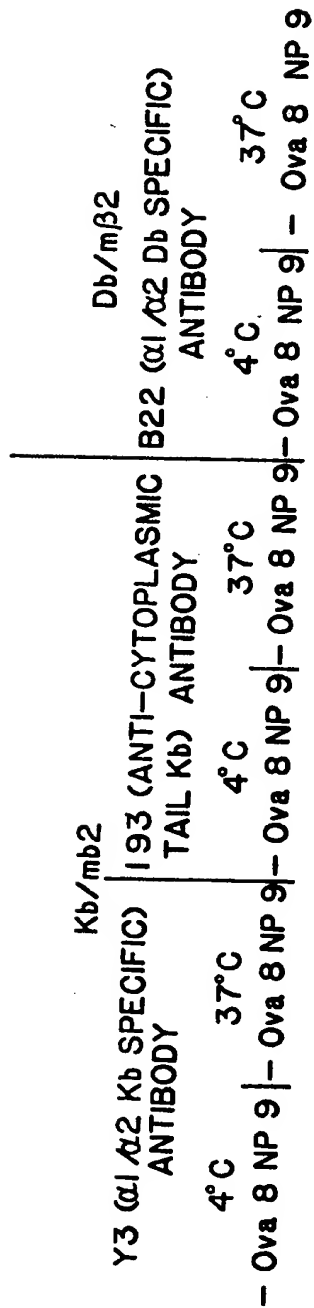 Kb/mb2
Db/mβ2
Y3 (α1/α2 Kb SPECIFIC) ANTIBODY
193 (ANTI-CYTOPLASMIC TAIL Kb) ANTIBODY
B22 (α1/α2 Db SPECIFIC) ANTIBODY
4°C 37°C 4°C 37°C 4°C 37°C
– Ova 8 NP 9|– Ova 8 NP 9|– Ova 8 NP 9|– Ova 8 NP 9|– Ova 8 NP 9|– Ova 8 NP 9